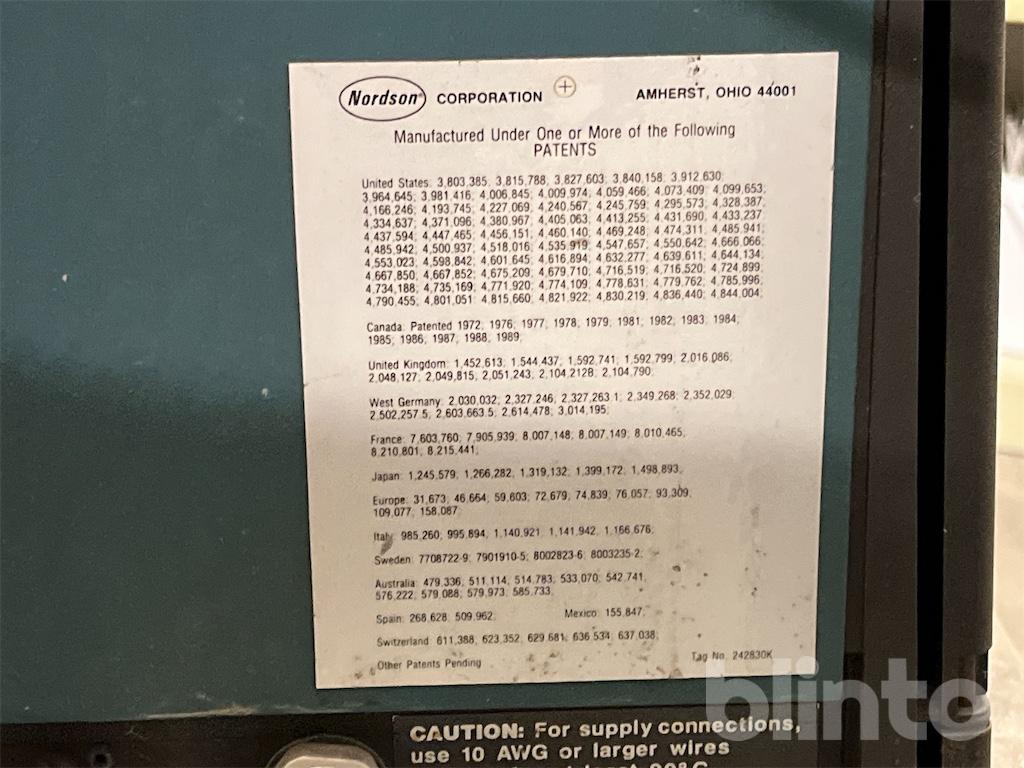 Nordson® CORPORATION AMHERST, OHIO 44001
Manufactured Under One or More of the Following
PATENTS
United States: 3,803,385; 3,815,788; 3,827,603; 3,840,158; 3,912,630;
3,964,645; 3,981,416; 4,006,845; 4,009,974; 4,059,466; 4,073,409; 4,099,653;
4,166,246; 4,193,745; 4,227,069; 4,240,567; 4,245,759; 4,295,573; 4,328,387;
4,334,637; 4,371,096; 4,380,967; 4,405,063; 4,413,255; 4,431,690; 4,433,237;
4,437,594; 4,447,465; 4,456,151; 4,460,140; 4,469,248; 4,474,311; 4,485,941;
4,485,942; 4,500,937; 4,518,016; 4,535,919; 4,547,657; 4,550,642; 4,666,066;
4,553,023; 4,598,842; 4,601,645; 4,616,894; 4,632,277; 4,639,611; 4,644,134;
4,667,850; 4,667,852; 4,675,209; 4,679,710; 4,716,519; 4,716,520; 4,724,899;
4,734,188; 4,735,169; 4,771,920; 4,774,109; 4,778,631; 4,779,762; 4,785,996;
4,790,455; 4,801,051; 4,815,660; 4,821,922; 4,830,219; 4,836,440; 4,844,004;
Canada: Patented 1972; 1976; 1977; 1978; 1979; 1981; 1982; 1983; 1984;
1985; 1986; 1987; 1988; 1989;
United Kingdom: 1,452,613; 1,544,437; 1,592,741; 1,592,799; 2,016,086;
2,048,127; 2,049,815; 2,051,243; 2,104,212B; 2,104,790;
West Germany: 2,030,032; 2,327,246; 2,327,263.1; 2,349,268; 2,352,029;
2,502,257.5; 2,603,663.5; 2,614,478; 3,014,195;
France: 7,603,760; 7,905,939; 8,007,148; 8,007,149; 8,010,465;
8,210,801; 8,215,441;
Japan: 1,245,579; 1,266,282; 1,319,132; 1,399,172; 1,498,893;
Europe: 31,673; 46,664; 59,603; 72,679; 74,839; 76,057; 93,309;
109,077; 158,087;
Italy: 985,260; 995,894; 1,140,921; 1,141,942; 1,166,676;
Sweden: 7708722-9; 7901910-5; 8002823-6; 8003235-2;
Australia: 479,336; 511,114; 514,783; 533,070; 542,741;
576,222; 579,088; 579,973; 585,733;
Spain: 268,628; 509,962; Mexico: 155,847;
Switzerland: 611,388; 623,352; 629,681; 636,534; 637,038;
Other Patents Pending Tag No. 242830K
blinto
CAUTION: For supply connections,
use 10 AWG or larger wires